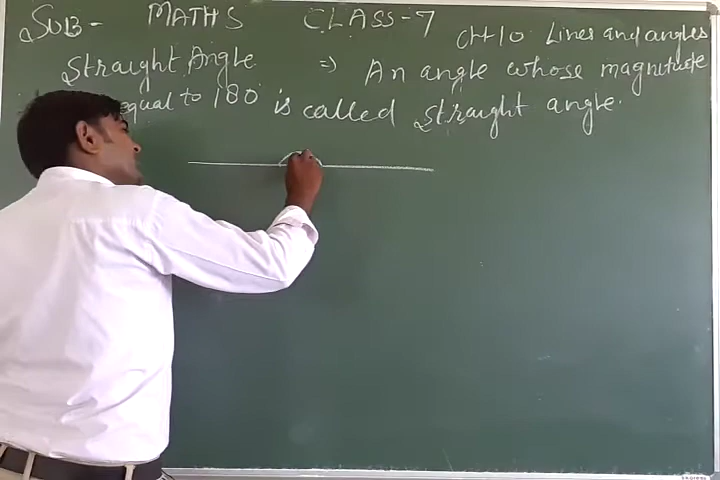 SUB- MATHS CLASS-7
CH-10 Lines and angles
Straight Angle => An angle whose magnitude
equal to 180 is called straight angle.